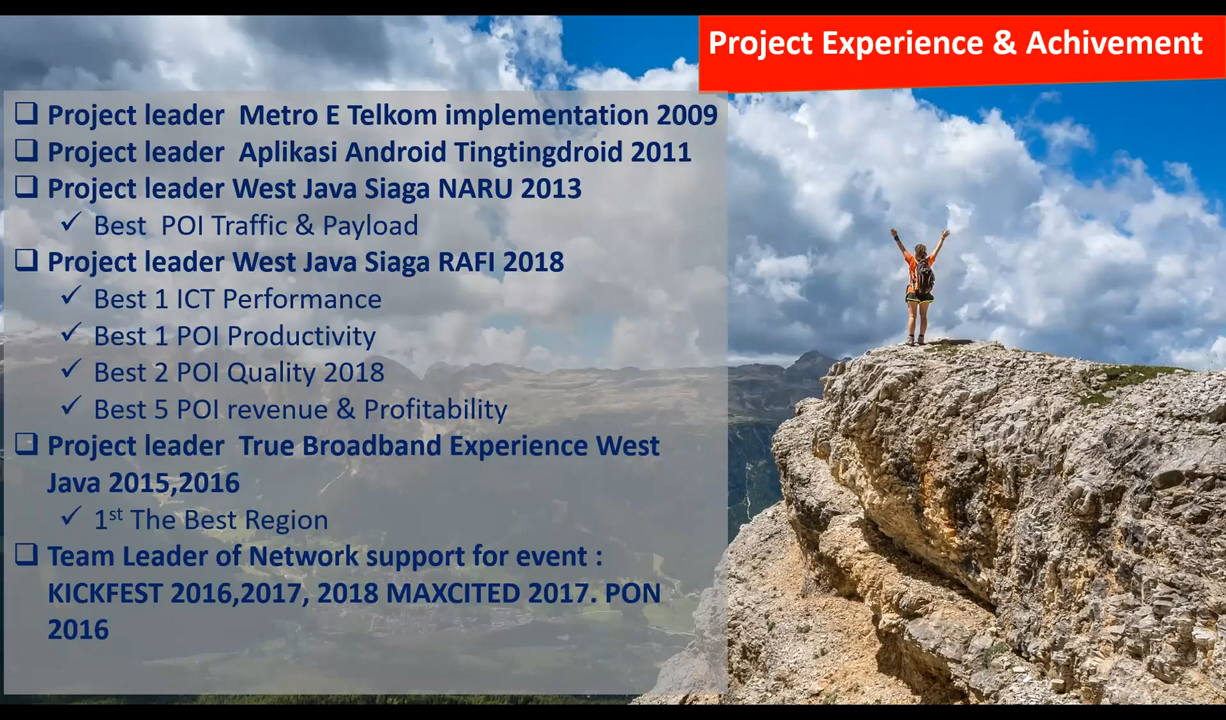 Project Experience & Achivement
❑ Project leader  Metro E Telkom implementation 2009
❑ Project leader  Aplikasi Android Tingtingdroid 2011
❑ Project leader West Java Siaga NARU 2013
✓ Best  POI Traffic & Payload
❑ Project leader West Java Siaga RAFI 2018
✓ Best 1 ICT Performance
✓ Best 1 POI Productivity
✓ Best 2 POI Quality 2018
✓ Best 5 POI revenue & Profitability
❑ Project leader  True Broadband Experience West
Java 2015,2016
✓ 1st The Best Region
❑ Team Leader of Network support for event :
KICKFEST 2016,2017, 2018 MAXCITED 2017. PON
2016